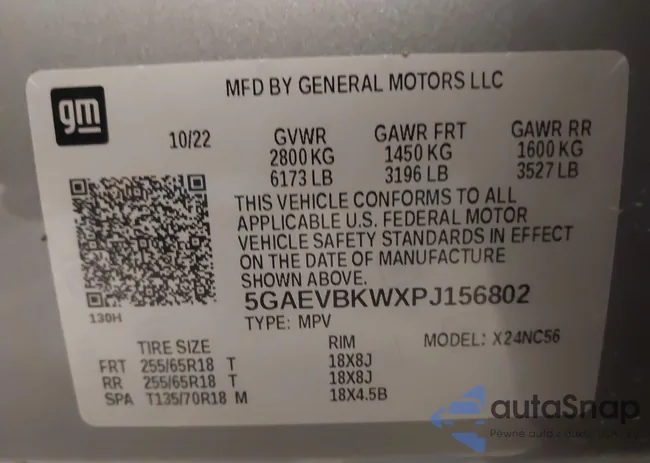 gm
MFD BY GENERAL MOTORS LLC
10/22 GVWR GAWR FRT GAWR RR
2800 KG 1450 KG 1600 KG
6173 LB 3196 LB 3527 LB
THIS VEHICLE CONFORMS TO ALL
APPLICABLE U.S. FEDERAL MOTOR
VEHICLE SAFETY STANDARDS IN EFFECT
ON THE DATE OF MANUFACTURE
SHOWN ABOVE.
130H
5GAEVBKWXPJ156802
TYPE: MPV MODEL: X24NC56
TIRE SIZE RIM
FRT 255/65R18 T 18X8J
RR 255/65R18 T 18X8J
SPA T135/70R18 M 18X4.5B
autaSnap
Pewne auta z